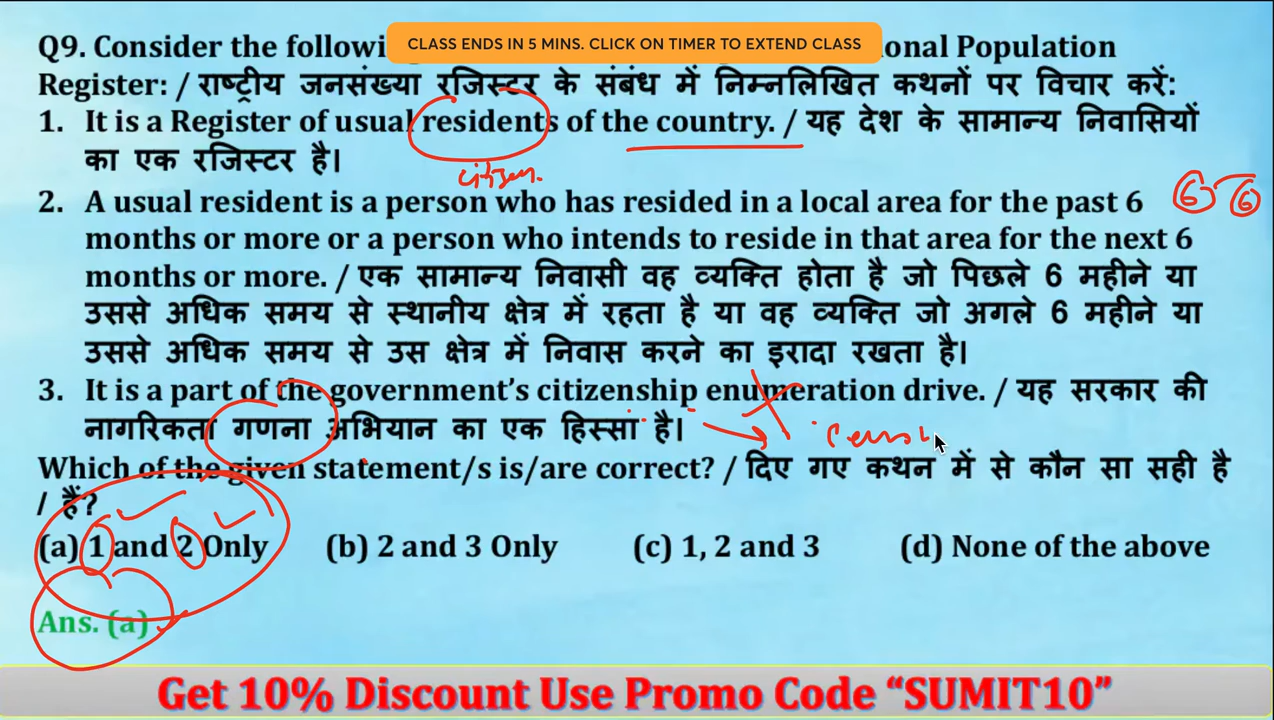 CLASS ENDS IN 5 MINS. CLICK ON TIMER TO EXTEND CLASS
Q9. Consider the followi onal Population
Register: / राष्ट्रीय जनसंख्या रजिस्टर के संबंध में निम्नलिखित कथनों पर विचार करें:
1. It is a Register of usual residents of the country. / यह देश के सामान्य निवासियों
का एक रजिस्टर है।
citizen.
2. A usual resident is a person who has resided in a local area for the past 6
6 6
months or more or a person who intends to reside in that area for the next 6
months or more. / एक सामान्य निवासी वह व्यक्ति होता है जो पिछले 6 महीने या
उससे अधिक समय से स्थानीय क्षेत्र में रहता है या वह व्यक्ति जो अगले 6 महीने या
उससे अधिक समय से उस क्षेत्र में निवास करने का इरादा रखता है।
3. It is a part of the government's citizenship enumeration drive. / यह सरकार की
नागरिकता गणना अभियान का एक हिस्सा है।
Which of the given statement/s is/are correct? / दिए गए कथन में से कौन सा सही है
/ हैं?
(a) 1 and 2 Only (b) 2 and 3 Only (c) 1, 2 and 3 (d) None of the above
Ans. (a)
Get 10% Discount Use Promo Code “SUMIT10”